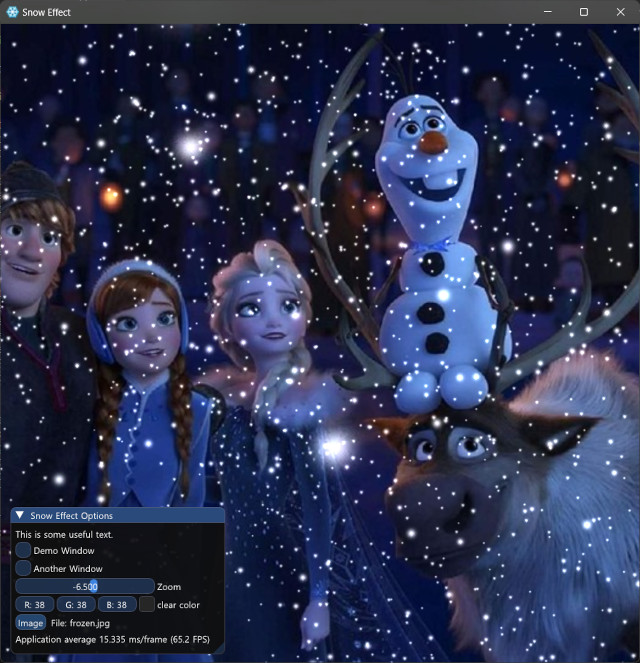 Snow Effect
Snow Effect Options
This is some useful text.
Demo Window
Another Window
-6.500 Zoom
R: 38 G: 38 B: 38 clear color
Image File: frozen.jpg
Application average 15.335 ms/frame (65.2 FPS)